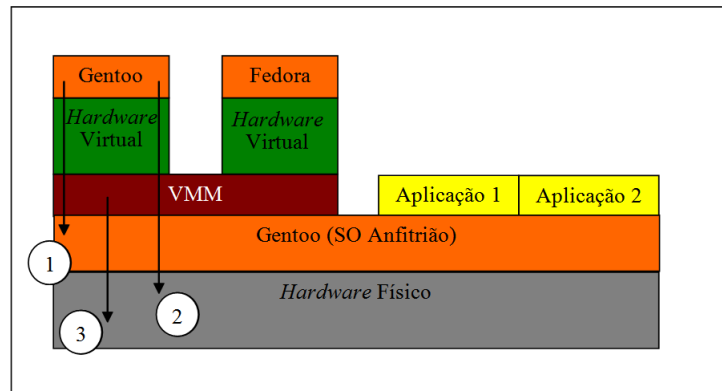 Gentoo
Fedora
Hardware
Virtual
Hardware
Virtual
VMM
Aplicação 1
Aplicação 2
Gentoo (SO Anfitrião)
1
Hardware Físico
2
3